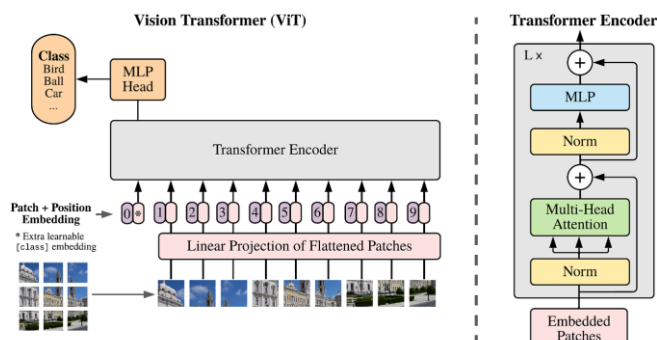 Vision Transformer (ViT)
Class
Bird
Ball
Car
...
MLP
Head
Transformer Encoder
Patch + Position
Embedding
0 * 1 2 3 4 5 6 7 8 9
* Extra learnable
[class] embedding
Linear Projection of Flattened Patches
Transformer Encoder
L x
+
MLP
Norm
+
Multi-Head
Attention
Norm
Embedded
Patches